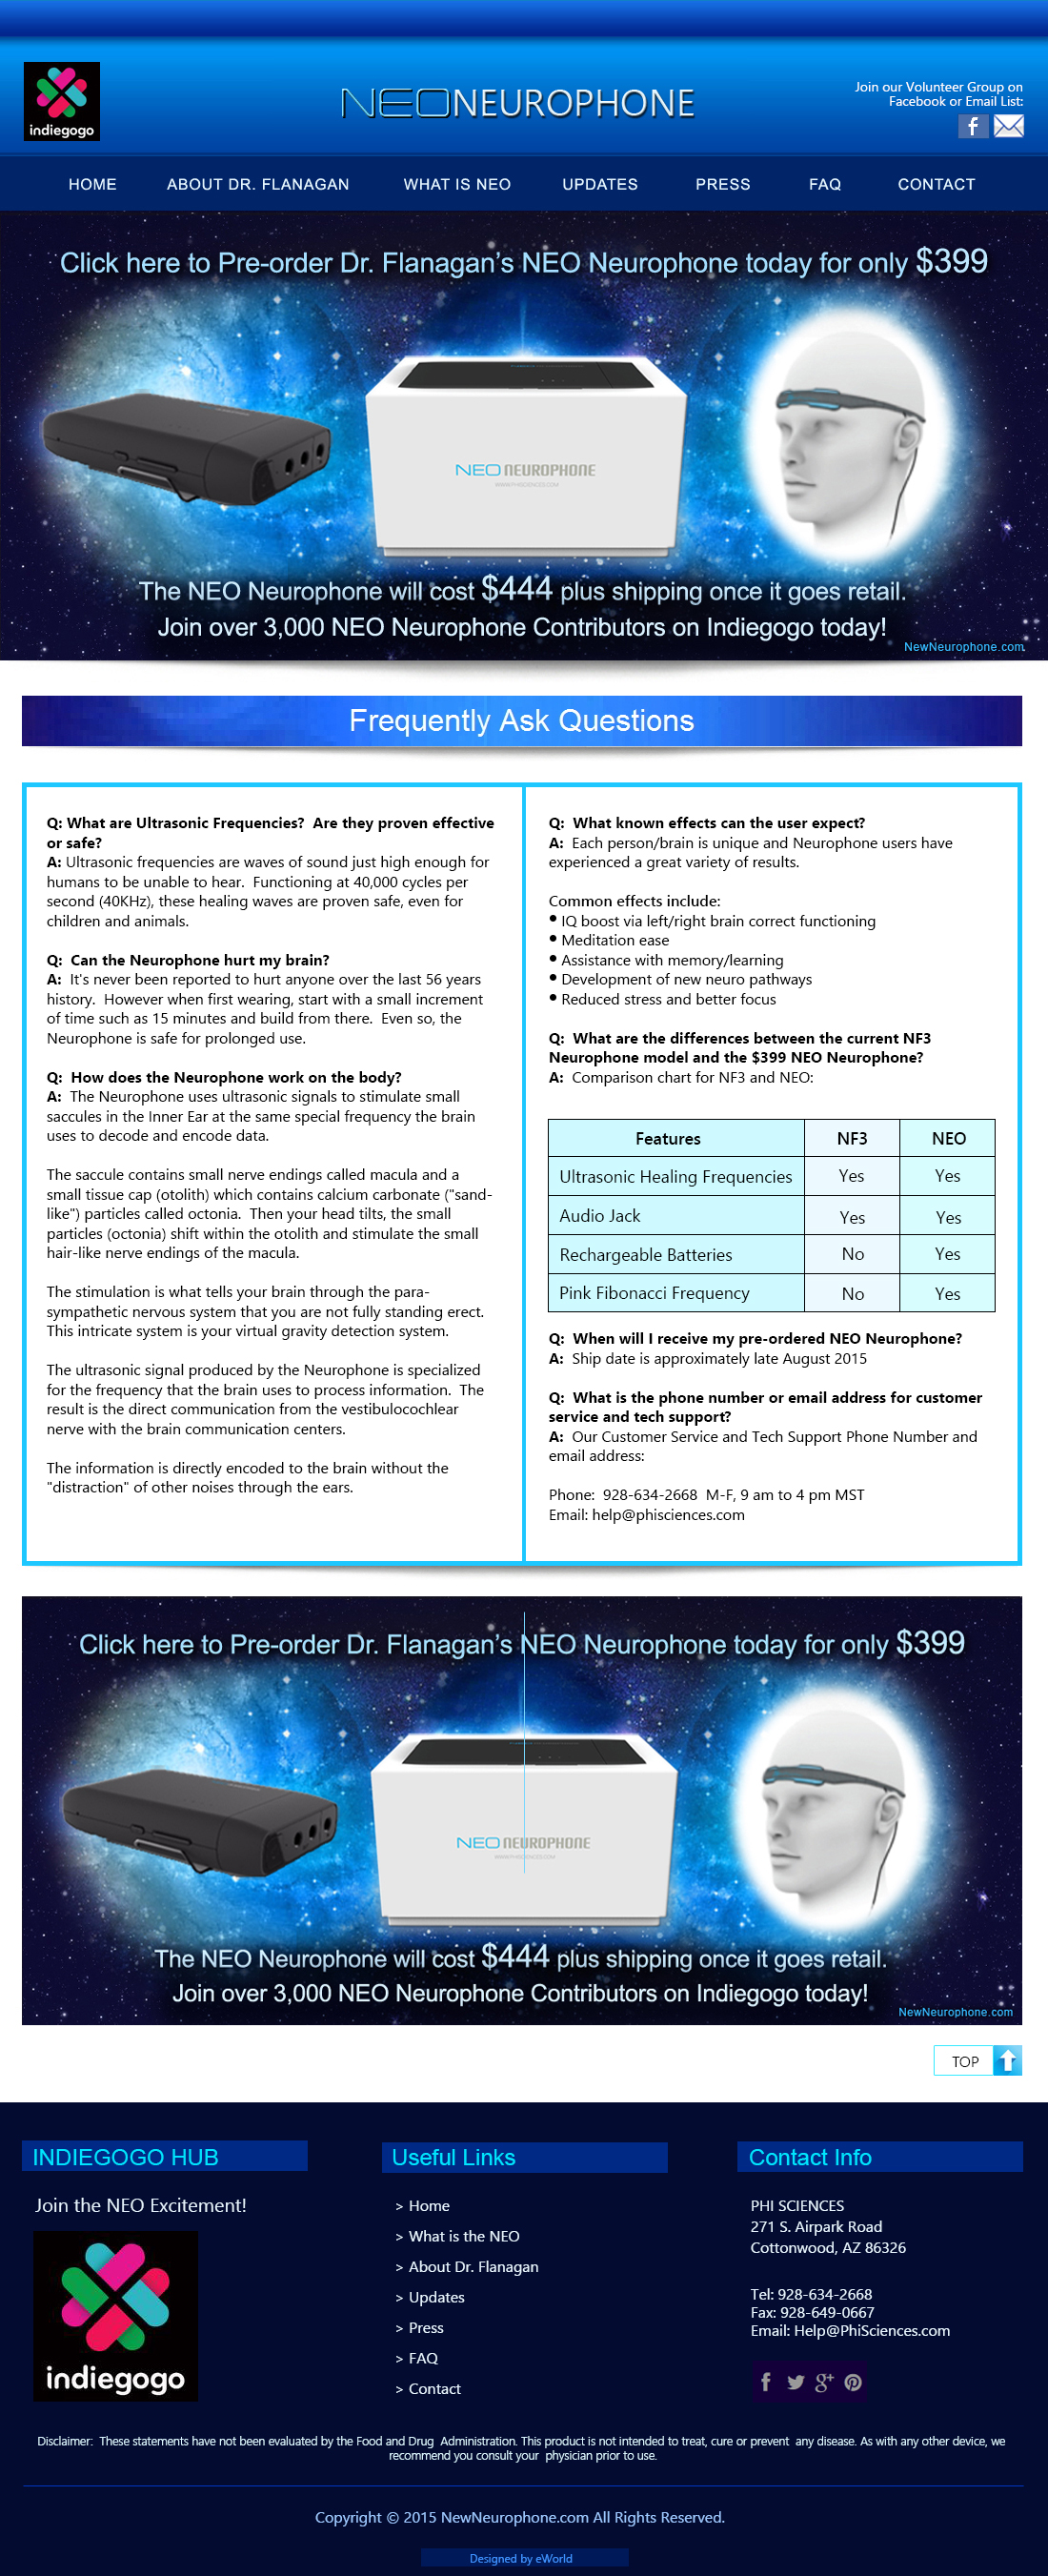 indiegogo
NEONEUROPHONE
Join our Volunteer Group on
Facebook or Email List:
HOME ABOUT DR. FLANAGAN WHAT IS NEO UPDATES PRESS FAQ CONTACT
Click here to Pre-order Dr. Flanagan's NEO Neurophone today for only $399
NEO NEUROPHONE
WWW.PHISCIENCES.COM
The NEO Neurophone will cost $444 plus shipping once it goes retail.
Join over 3,000 NEO Neurophone Contributors on Indiegogo today!
NewNeurophone.com
Frequently Ask Questions
Q: What are Ultrasonic Frequencies?  Are they proven effective
or safe?
A: Ultrasonic frequencies are waves of sound just high enough for
humans to be unable to hear.  Functioning at 40,000 cycles per
second (40KHz), these healing waves are proven safe, even for
children and animals.
Q:  Can the Neurophone hurt my brain?
A:  It's never been reported to hurt anyone over the last 56 years
history.  However when first wearing, start with a small increment
of time such as 15 minutes and build from there.  Even so, the
Neurophone is safe for prolonged use.
Q:  How does the Neurophone work on the body?
A:  The Neurophone uses ultrasonic signals to stimulate small
saccules in the Inner Ear at the same special frequency the brain
uses to decode and encode data.
The saccule contains small nerve endings called macula and a
small tissue cap (otolith) which contains calcium carbonate ("sand-
like") particles called octonia.  Then your head tilts, the small
particles (octonia) shift within the otolith and stimulate the small
hair-like nerve endings of the macula.
The stimulation is what tells your brain through the para-
sympathetic nervous system that you are not fully standing erect.
This intricate system is your virtual gravity detection system.
The ultrasonic signal produced by the Neurophone is specialized
for the frequency that the brain uses to process information.  The
result is the direct communication from the vestibulocochlear
nerve with the brain communication centers.
The information is directly encoded to the brain without the
"distraction" of other noises through the ears.
Q:  What known effects can the user expect?
A:  Each person/brain is unique and Neurophone users have
experienced a great variety of results.
Common effects include:
• IQ boost via left/right brain correct functioning
• Meditation ease
• Assistance with memory/learning
• Development of new neuro pathways
• Reduced stress and better focus
Q:  What are the differences between the current NF3
Neurophone model and the $399 NEO Neurophone?
A:  Comparison chart for NF3 and NEO:
Features NF3 NEO
Ultrasonic Healing Frequencies Yes Yes
Audio Jack Yes Yes
Rechargeable Batteries No Yes
Pink Fibonacci Frequency No Yes
Q:  When will I receive my pre-ordered NEO Neurophone?
A:  Ship date is approximately late August 2015
Q:  What is the phone number or email address for customer
service and tech support?
A:  Our Customer Service and Tech Support Phone Number and
email address:
Phone:  928-634-2668  M-F, 9 am to 4 pm MST
Email: help@phisciences.com
Click here to Pre-order Dr. Flanagan's NEO Neurophone today for only $399
NEO NEUROPHONE
WWW.PHISCIENCES.COM
The NEO Neurophone will cost $444 plus shipping once it goes retail.
Join over 3,000 NEO Neurophone Contributors on Indiegogo today!
NewNeurophone.com
TOP
INDIEGOGO HUB
Join the NEO Excitement!
indiegogo
Useful Links
> Home
> What is the NEO
> About Dr. Flanagan
> Updates
> Press
> FAQ
> Contact
Contact Info
PHI SCIENCES
271 S. Airpark Road
Cottonwood, AZ 86326
Tel: 928-634-2668
Fax: 928-649-0667
Email: Help@PhiSciences.com
Disclaimer:  These statements have not been evaluated by the Food and Drug  Administration. This product is not intended to treat, cure or prevent  any disease. As with any other device, we
recommend you consult your  physician prior to use.
Copyright © 2015 NewNeurophone.com All Rights Reserved.
Designed by eWorld